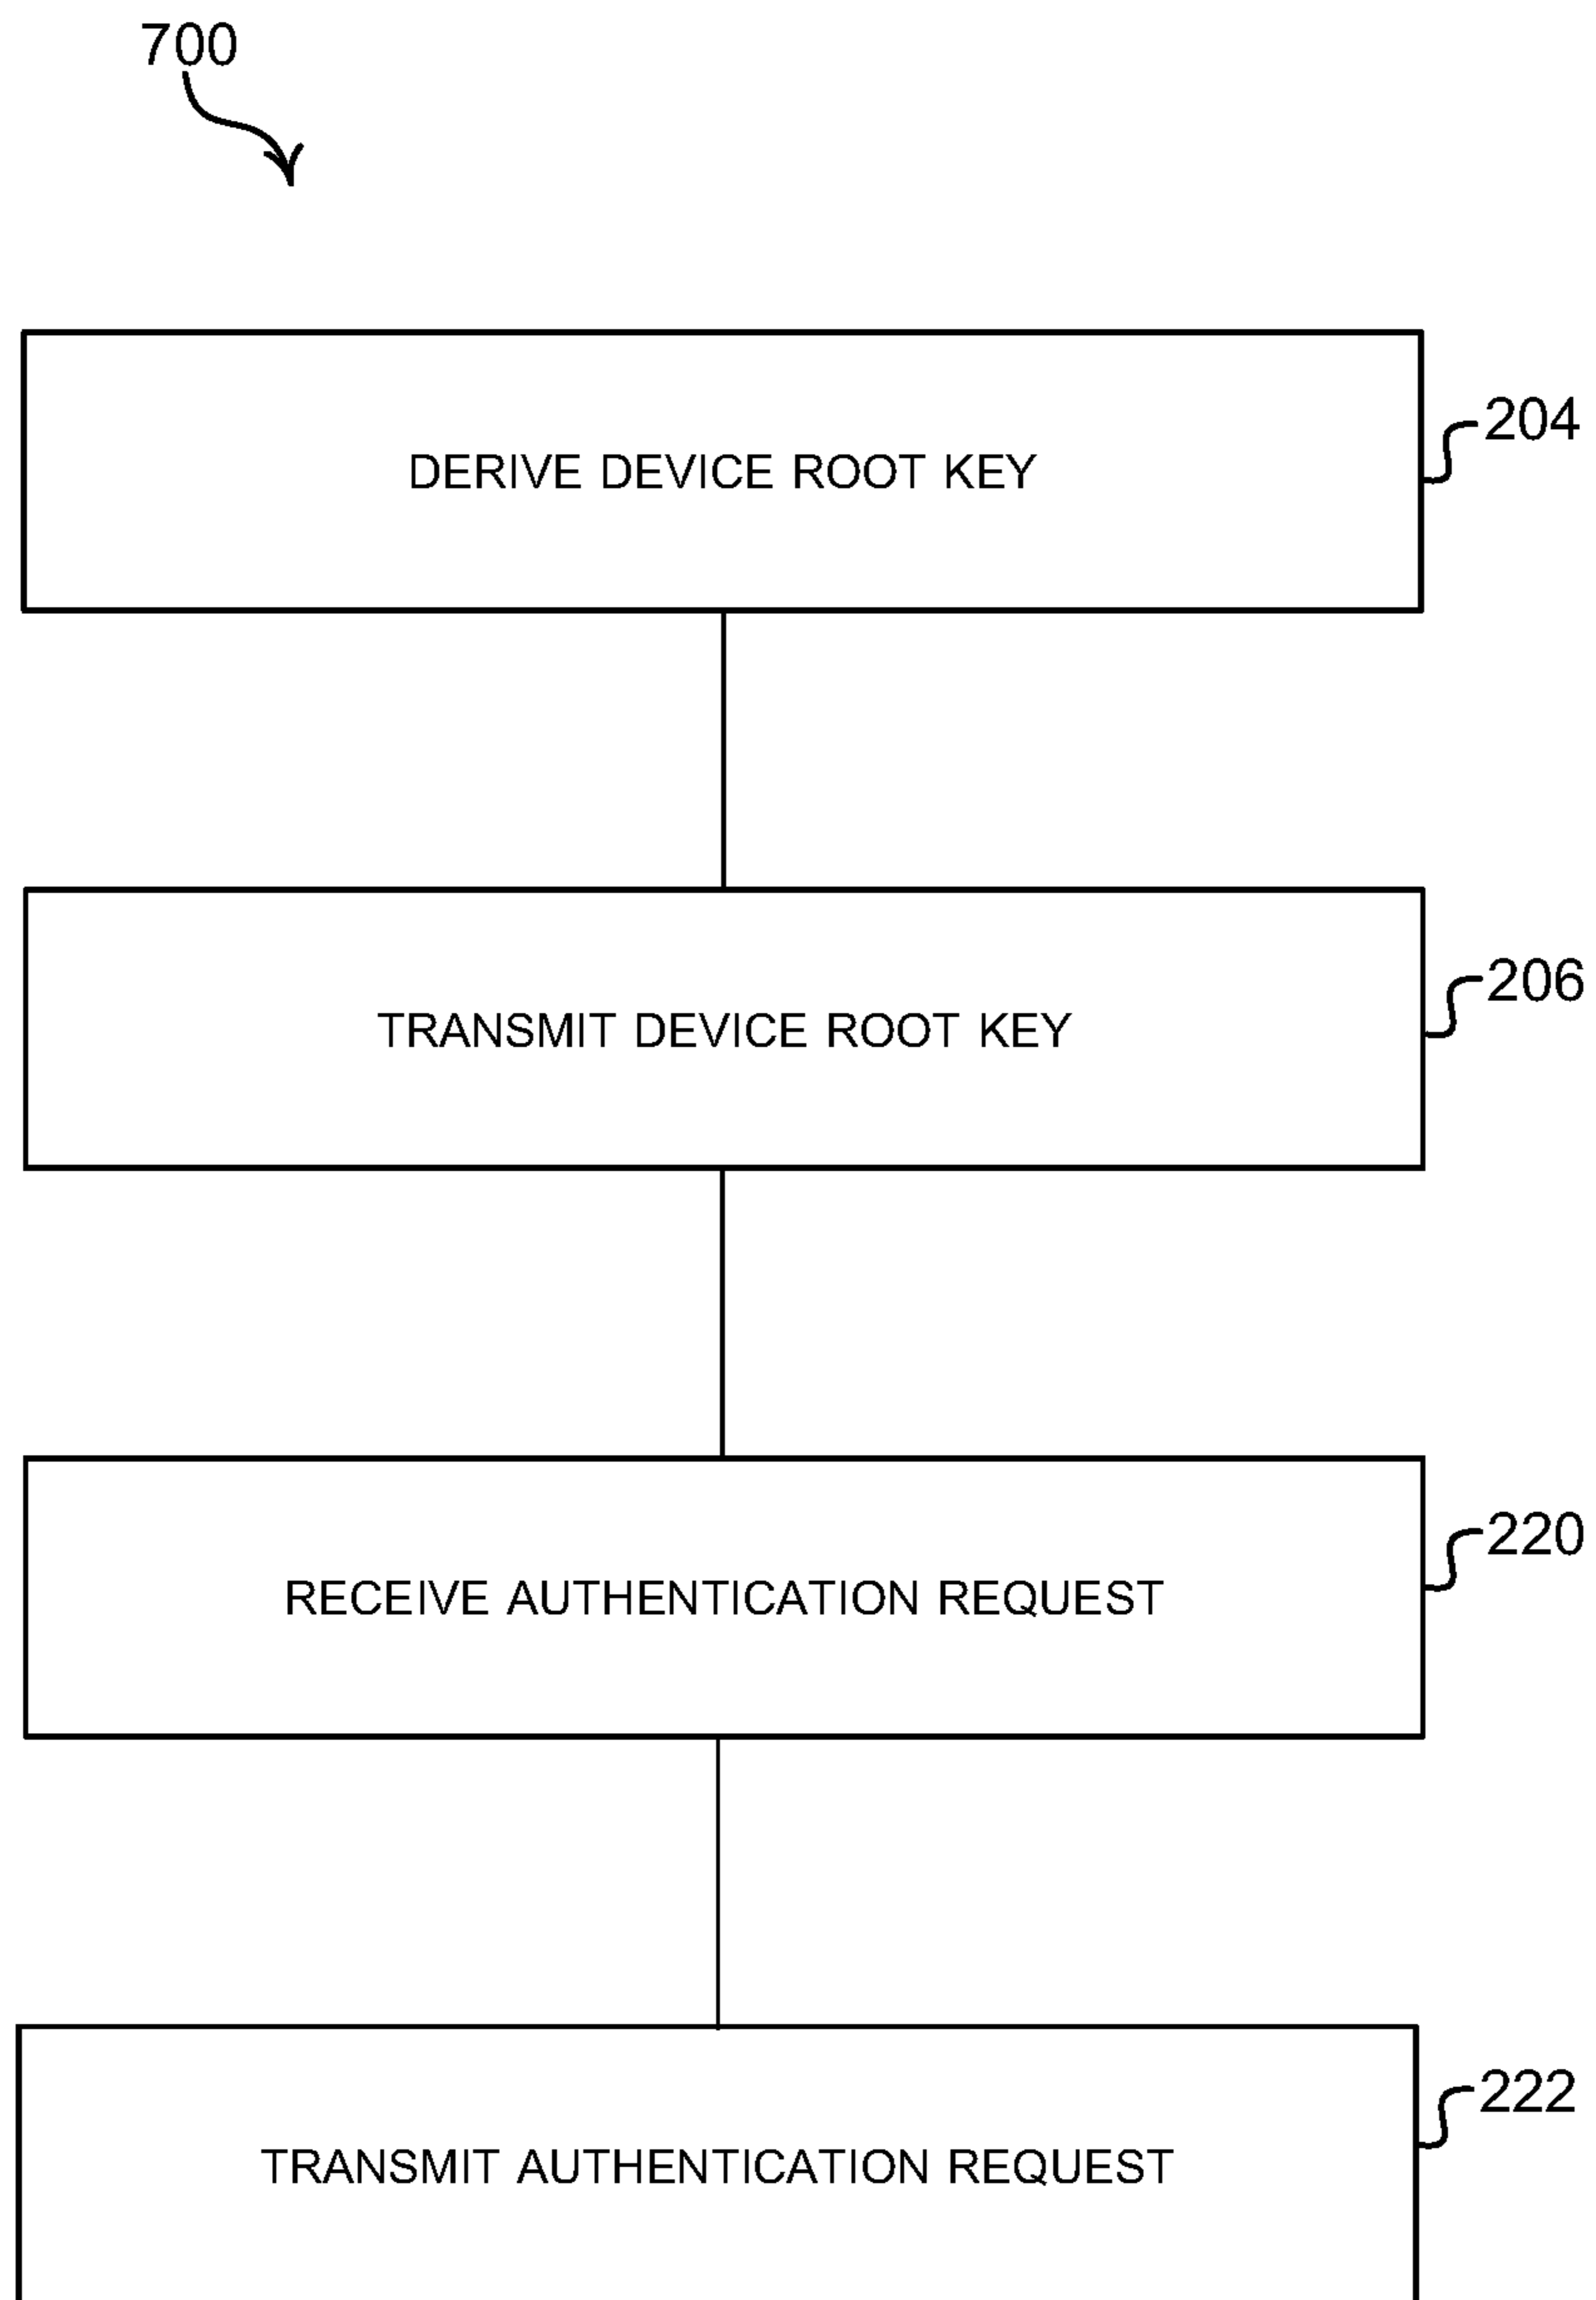 700
DERIVE DEVICE ROOT KEY
204
TRANSMIT DEVICE ROOT KEY
206
RECEIVE AUTHENTICATION REQUEST
220
TRANSMIT AUTHENTICATION REQUEST
222